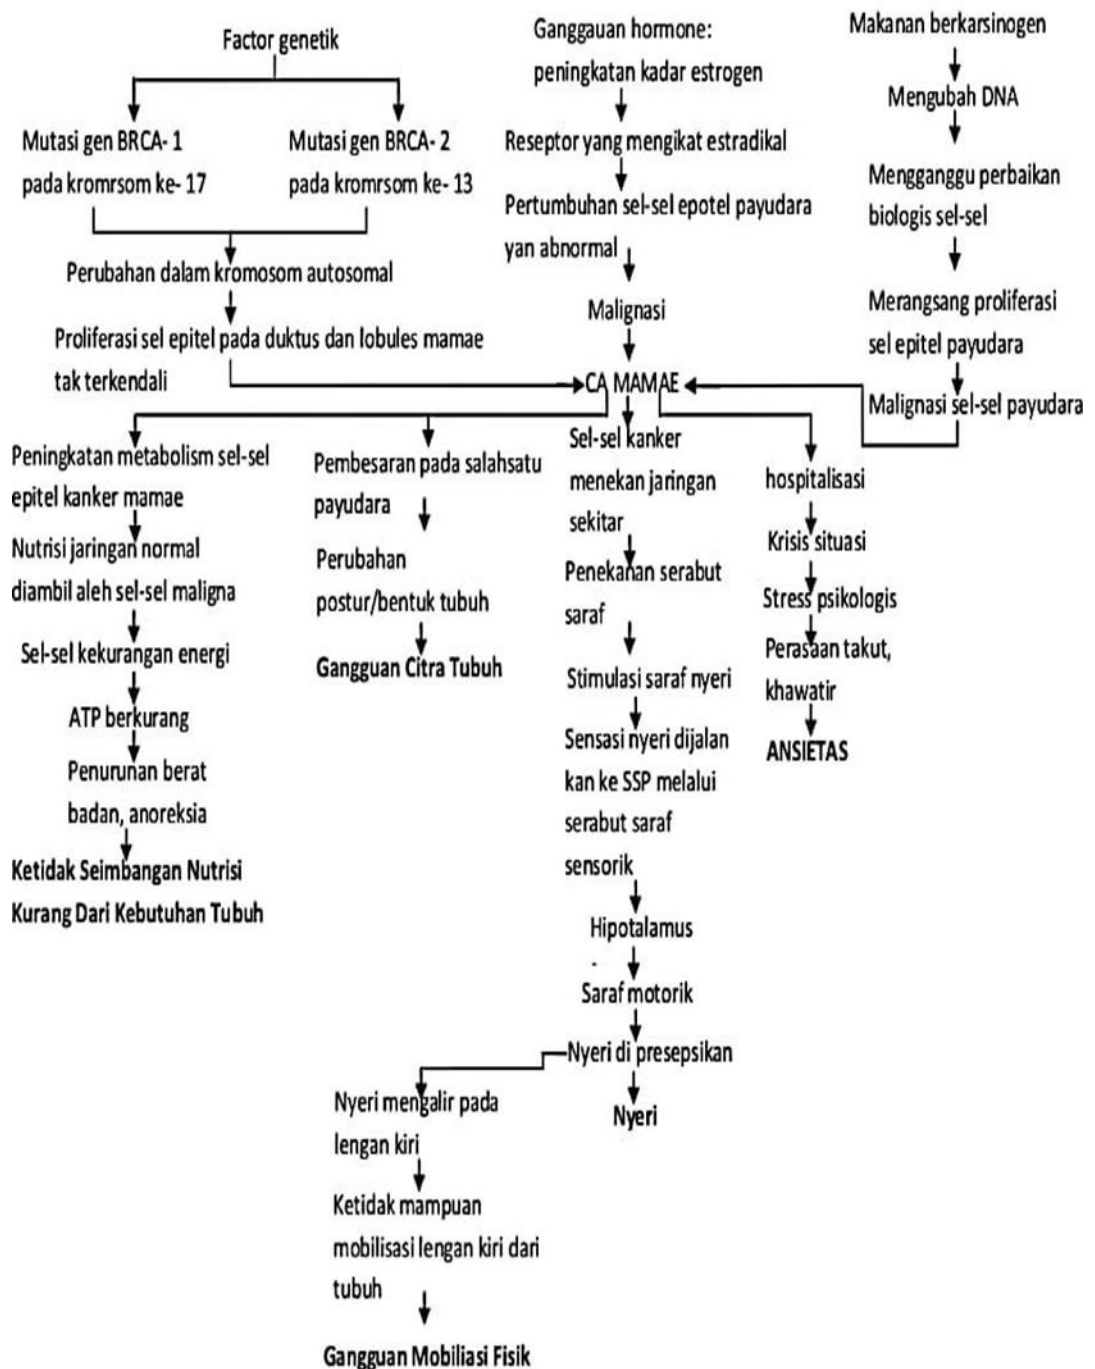 Factor genetik
Mutasi gen BRCA- 1
pada kromrsom ke- 17
Mutasi gen BRCA- 2
pada kromrsom ke- 13
Perubahan dalam kromosom autosomal
Proliferasi sel epitel pada duktus dan lobules mamae
tak terkendali
Ganggauan hormone:
peningkatan kadar estrogen
Reseptor yang mengikat estradikal
Pertumbuhan sel-sel epotel payudara
yan abnormal
Malignasi
Makanan berkarsinogen
Mengubah DNA
Mengganggu perbaikan
biologis sel-sel
Merangsang proliferasi
sel epitel payudara
Malignasi sel-sel payudara
CA MAMAE
Peningkatan metabolism sel-sel
epitel kanker mamae
Nutrisi jaringan normal
diambil aleh sel-sel maligna
Sel-sel kekurangan energi
ATP berkurang
Penurunan berat
badan, anoreksia
Ketidak Seimbangan Nutrisi
Kurang Dari Kebutuhan Tubuh
Pembesaran pada salahsatu
payudara
Perubahan
postur/bentuk tubuh
Gangguan Citra Tubuh
Sel-sel kanker
menekan jaringan
sekitar
Penekanan serabut
saraf
Stimulasi saraf nyeri
Sensasi nyeri dijalan
kan ke SSP melalui
serabut saraf
sensorik
Hipotalamus
Saraf motorik
Nyeri di presepsikan
Nyeri
Nyeri mengalir pada
lengan kiri
Ketidak mampuan
mobilisasi lengan kiri dari
tubuh
Gangguan Mobiliasi Fisik
hospitalisasi
Krisis situasi
Stress psikologis
Perasaan takut,
khawatir
ANSIETAS